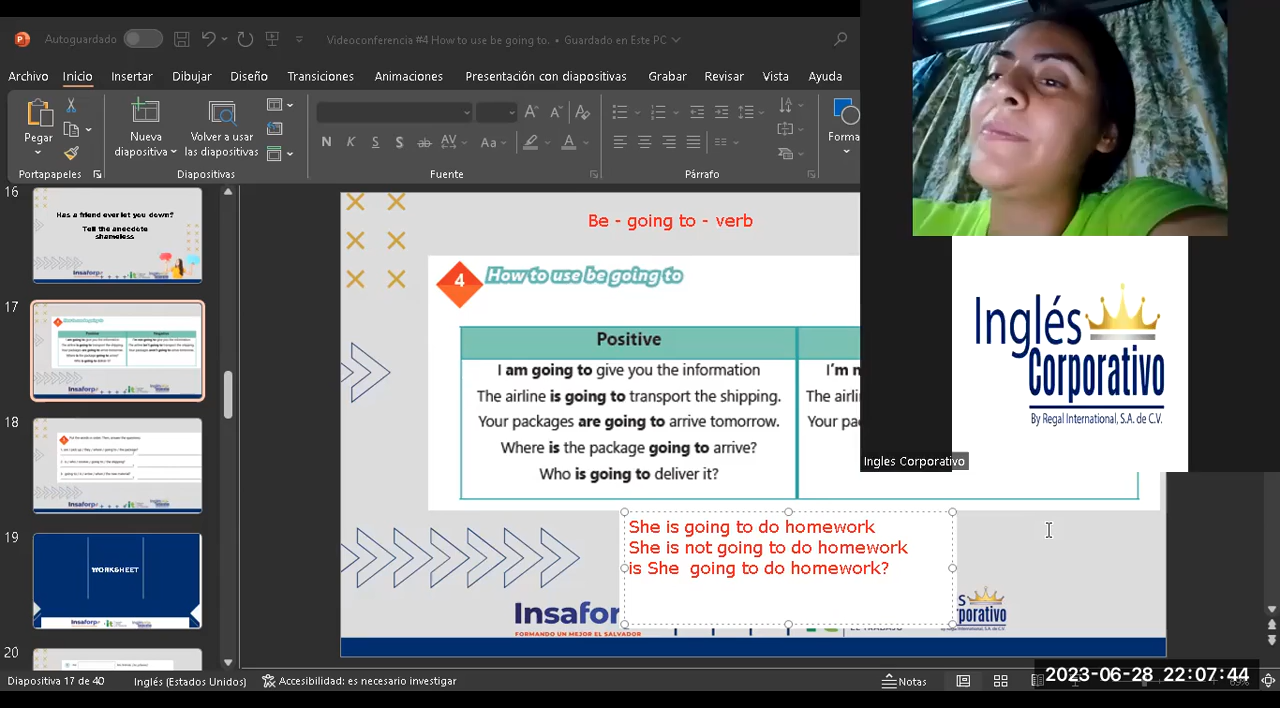 Autoguardado
Videoconferencia #4 How to use be going to. • Guardado en Este PC
Archivo Inicio Insertar Dibujar Diseño Transiciones Animaciones Presentación con diapositivas Grabar Revisar Vista Ayuda
Pegar
Nueva diapositiva
Volver a usar las diapositivas
Forma
Portapapeles Diapositivas Fuente Párrafo
16
Has a friend ever let you down?
Tell the anecdote
shameless
17
18
19
WORKSHEET
20
Be - going to - verb
4 How to use be going to
Positive
I am going to give you the information
The airline is going to transport the shipping.
Your packages are going to arrive tomorrow.
Where is the package going to arrive?
Who is going to deliver it?
I'm n
The airli
Your pa
She is going to do homework
She is not going to do homework
is She going to do homework?
Insafor
FORMANDO UN MEJOR EL SALVADOR
porativo
Inglés
Corporativo
By Regal International, S.A. de C.V.
Ingles Corporativo
Diapositiva 17 de 40 Inglés (Estados Unidos) Accesibilidad: es necesario investigar Notas
2023-06-28 22:07:44